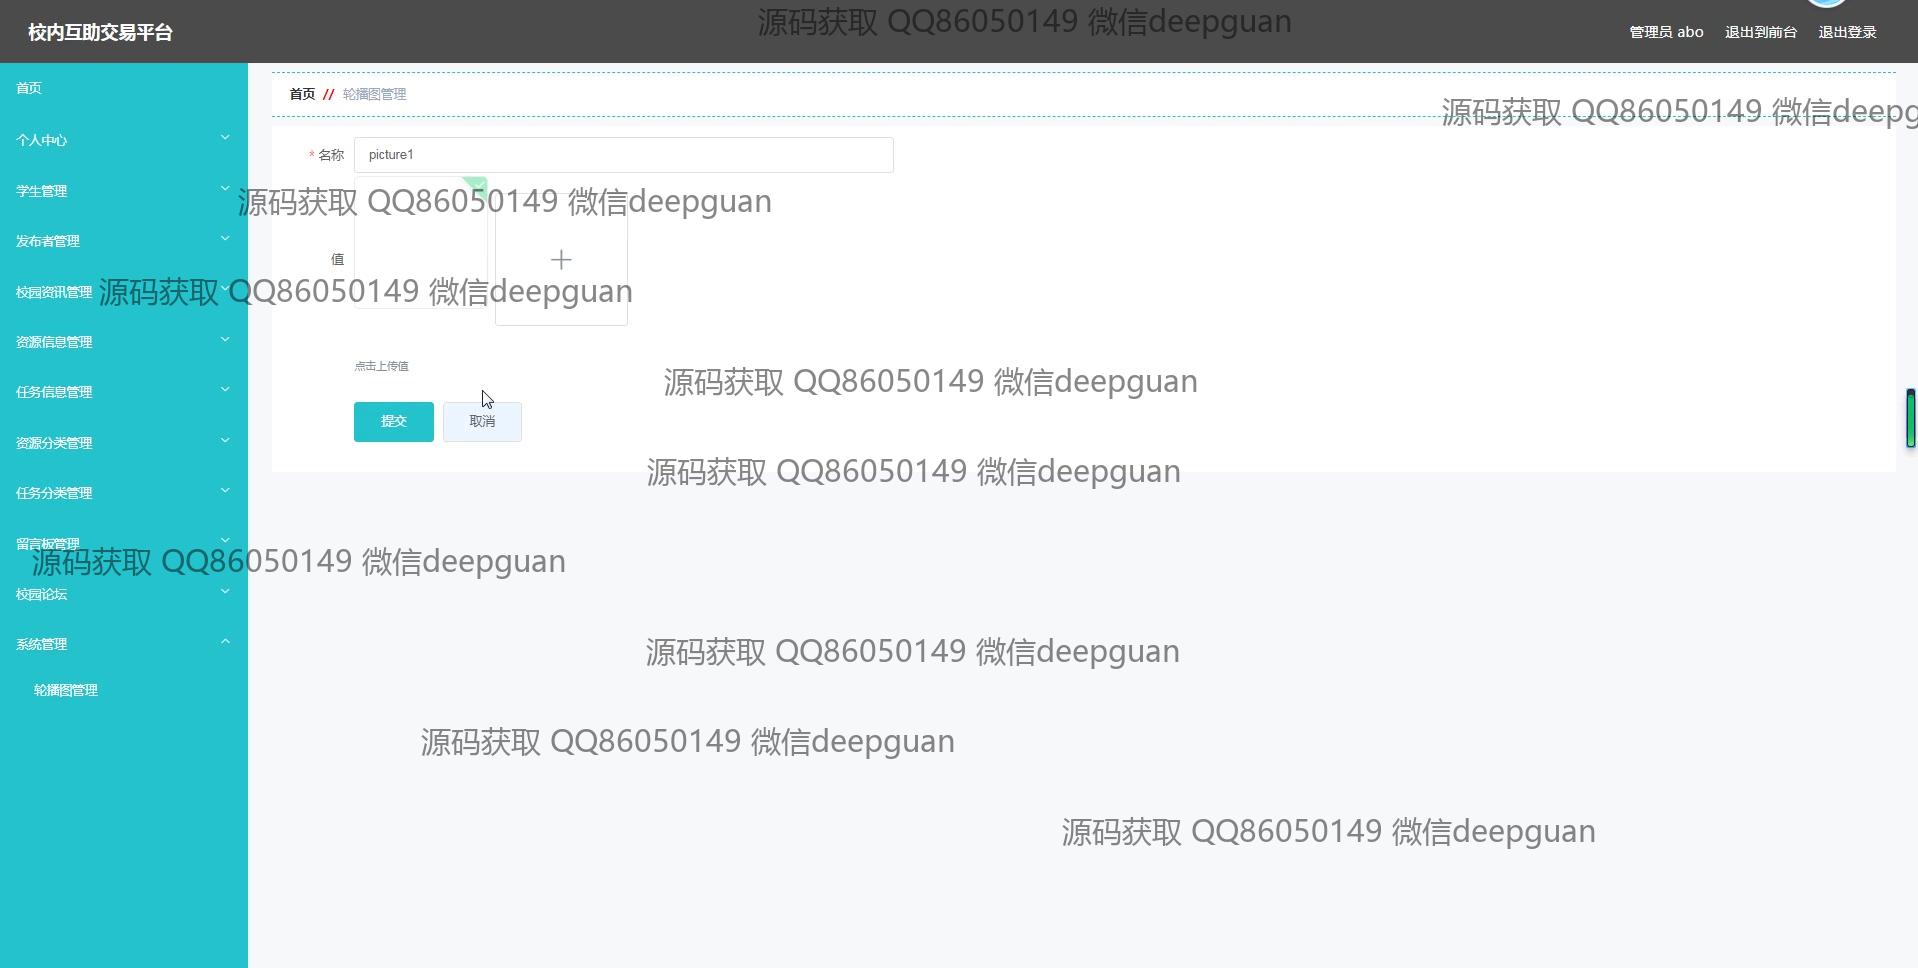 校内互助交易平台
源码获取 QQ86050149 微信deepguan
管理员 abo
退出到前台
退出登录
首页
个人中心
学生管理
发布者管理
校园资讯管理
资源信息管理
任务信息管理
资源分类管理
任务分类管理
留言板管理
校园论坛
系统管理
轮播图管理
首页 // 轮播图管理
源码获取 QQ86050149 微信deepg
* 名称
picture1
源码获取 QQ86050149 微信deepguan
值
源码获取 QQ86050149 微信deepguan
点击上传值
源码获取 QQ86050149 微信deepguan
提交
取消
源码获取 QQ86050149 微信deepguan
源码获取 QQ86050149 微信deepguan
源码获取 QQ86050149 微信deepguan
源码获取 QQ86050149 微信deepguan
源码获取 QQ86050149 微信deepguan